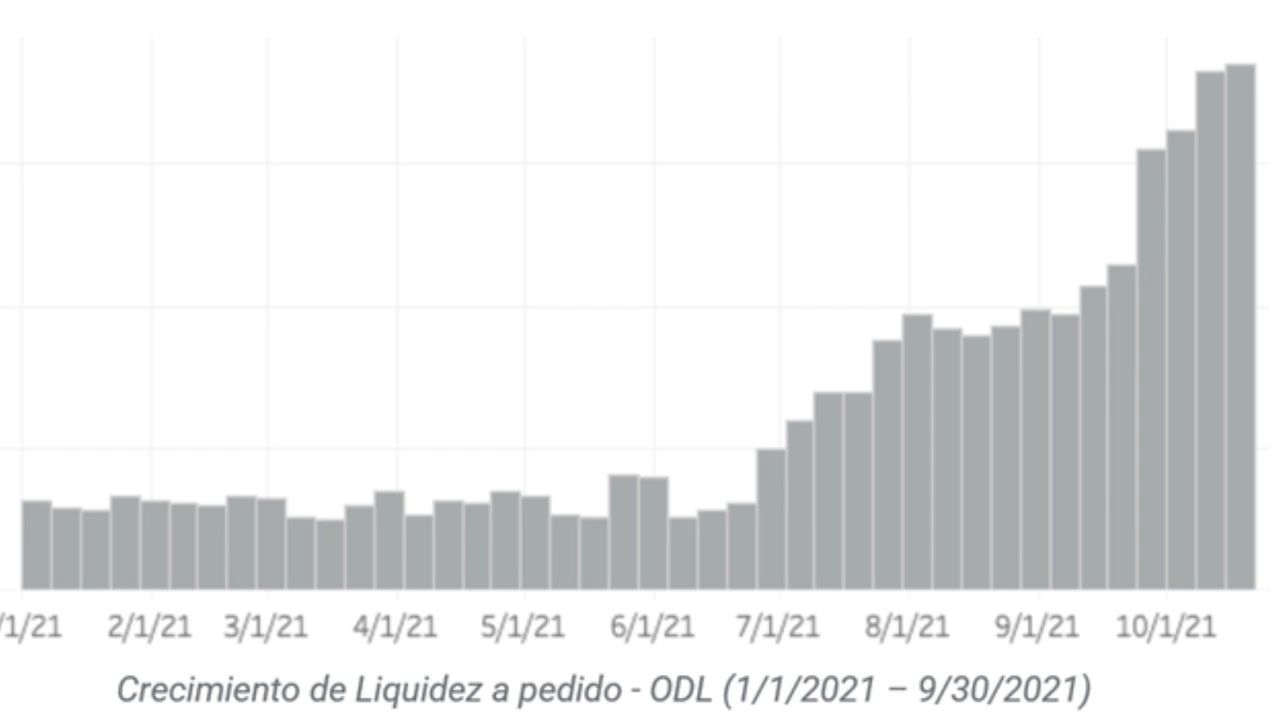 /1/21 2/1/21 3/1/21 4/1/21 5/1/21 6/1/21 7/1/21 8/1/21 9/1/21 10/1/21
Crecimiento de Liquidez a pedido - ODL (1/1/2021 – 9/30/2021)